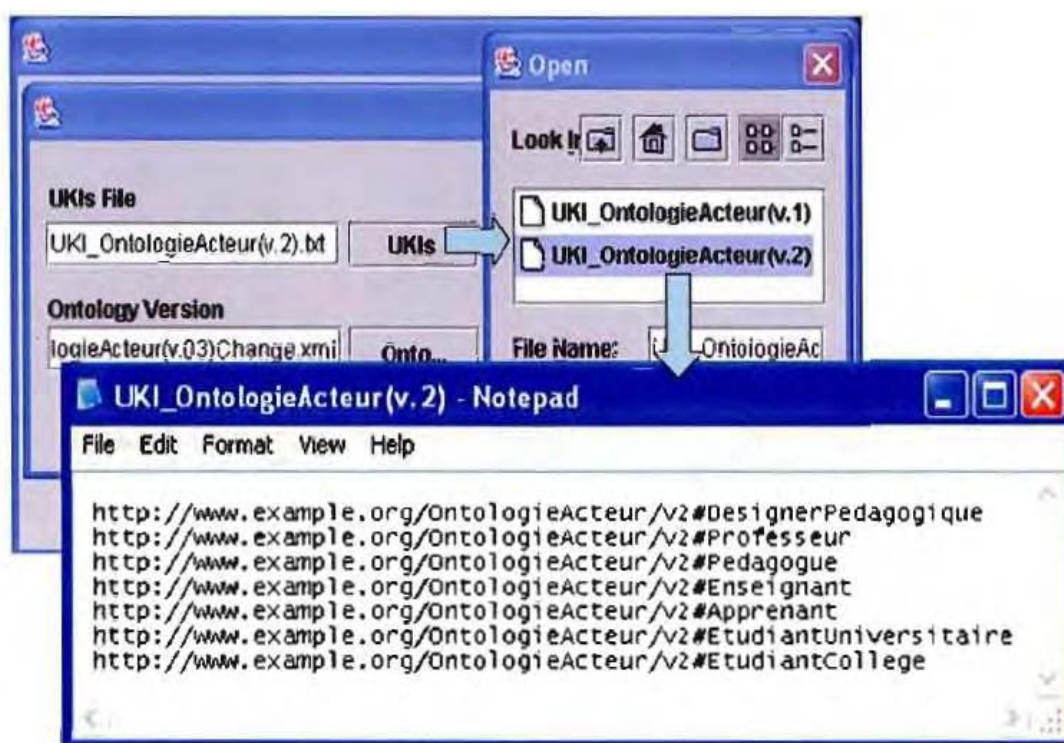 Open
Look In
UKIs File
UKI_OntologieActeur(v.2).txt
UKIs
UKI_OntologieActeur(v.1)
UKI_OntologieActeur(v.2)
Ontology Version
logieActeur(v.03)Change.xml
Onto...
File Name:
_OntologieAc
UKI_OntologieActeur(v.2) - Notepad
File Edit Format View Help
http://www.example.org/OntologieActeur/v2#DesignerPedagogique
http://www.example.org/OntologieActeur/v2#Professeur
http://www.example.org/OntologieActeur/v2#Pedagogue
http://www.example.org/OntologieActeur/v2#Enseignant
http://www.example.org/OntologieActeur/v2#Apprenant
http://www.example.org/OntologieActeur/v2#EtudiantUniversitaire
http://www.example.org/OntologieActeur/v2#EtudiantCollege